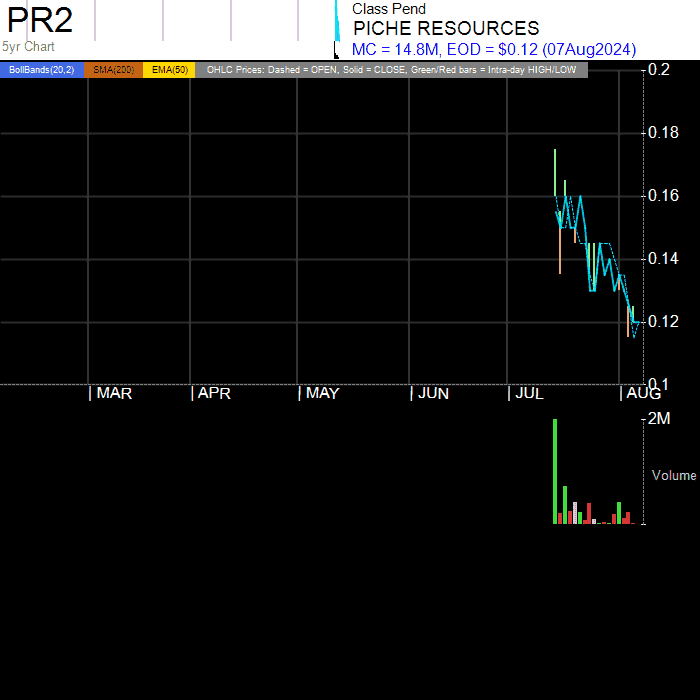 PR2
5yr Chart
Class Pend
PICHE RESOURCES
MC = 14.8M, EOD = $0.12 (07Aug2024)
BollBands(20,2) SMA(200) EMA(50) OHLC Prices: Dashed = OPEN, Solid = CLOSE, Green/Red bars = Intra-day HIGH/LOW
0.2
0.18
0.16
0.14
0.12
0.1
MAR APR MAY JUN JUL AUG
2M
Volume